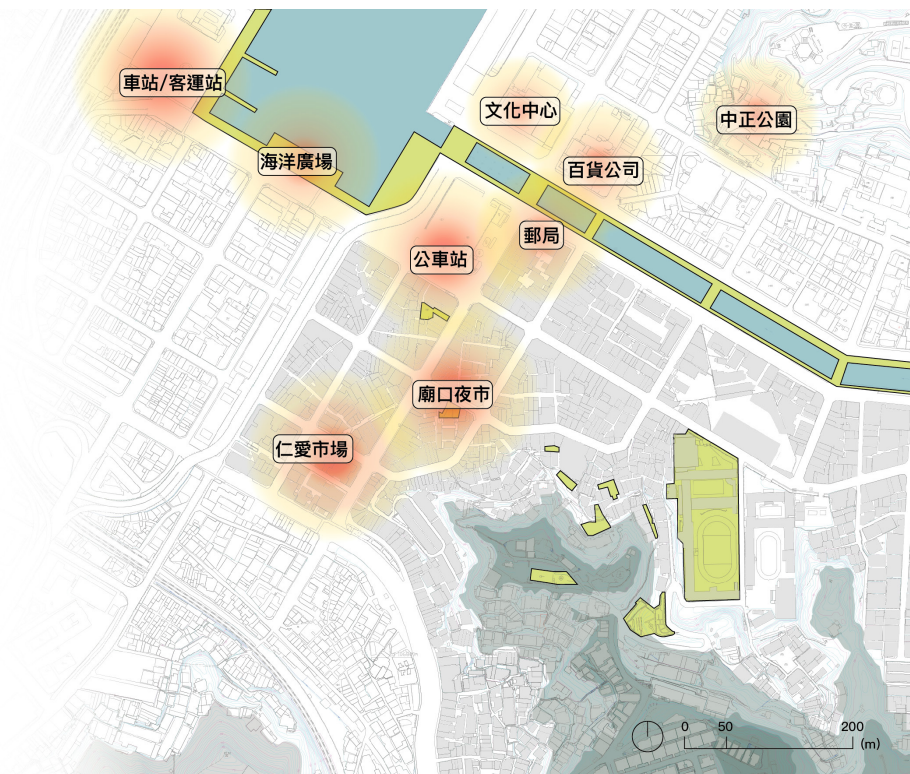 車站/客運站
文化中心
中正公園
海洋廣場
百貨公司
郵局
公車站
廟口夜市
仁愛市場
0 50 200
(m)